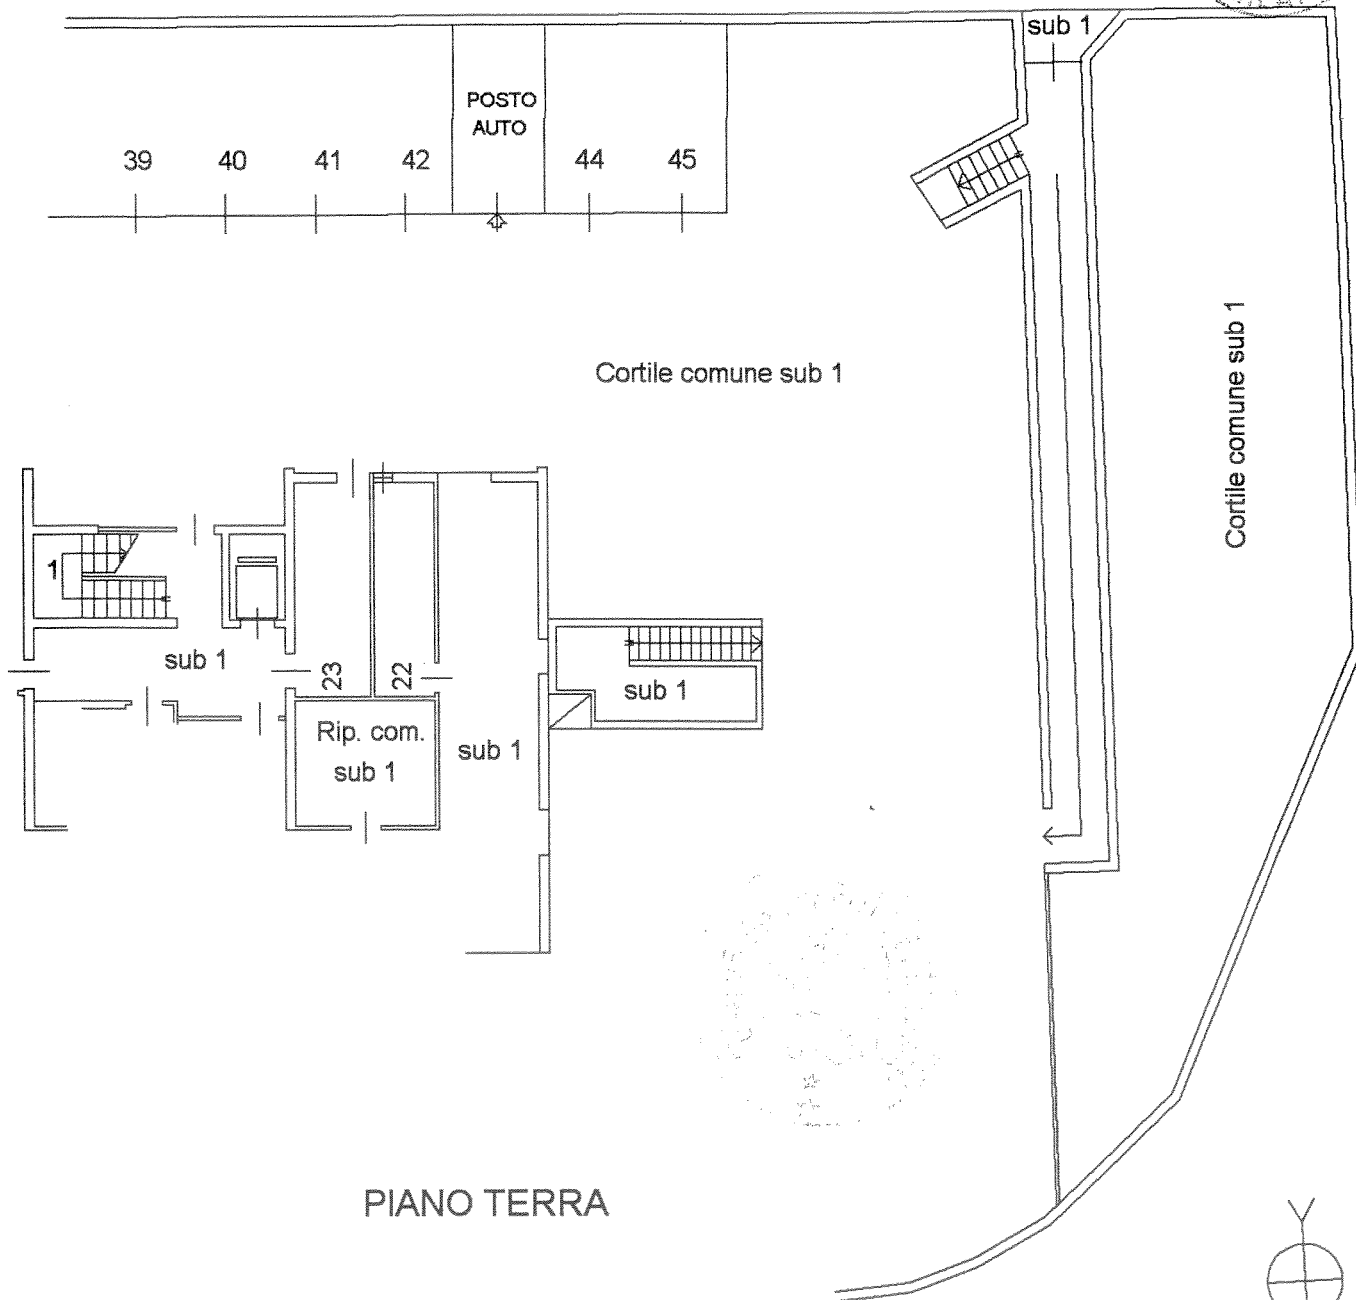 sub 1
POSTO
AUTO
39 40 41 42 44 45
Cortile comune sub 1
Cortile comune sub 1
1
sub 1
23
22
sub 1
Rip. com.
sub 1
sub 1
PIANO TERRA